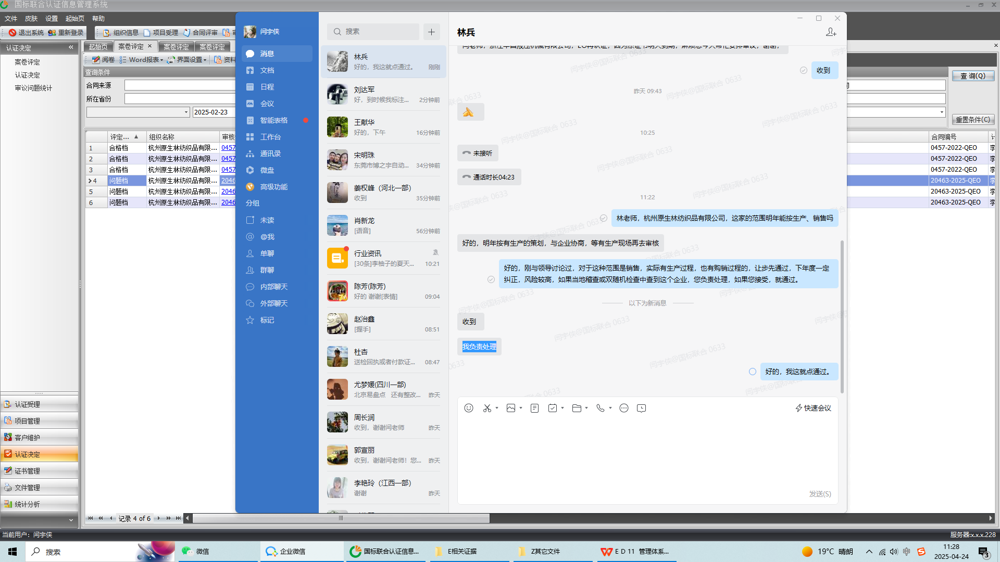 国标联合认证信息管理系统
文件 皮肤 设置 起始页 帮助
退出系统 重新登录 组织信息 项目受理 合同评审
认证决定
案卷评定
认证决定
审议问题统计
认证受理
项目管理
客户维护
认证决定
证书管理
文件管理
统计分析
起始页 案卷评定 案卷评定 案卷评定
阅卷 Word报表 界面设置 资料
查询条件
合同来源
所在省份
2025-02-23
评定... 组织名称 审核
1 合格档 杭州原生林纺织品有限... 0457
2 合格档 杭州原生林纺织品有限... 0457
3 合格档 杭州原生林纺织品有限... 0457
4 问题档 杭州原生林纺织品有限... 2046
5 问题档 杭州原生林纺织品有限... 2046
6 问题档 杭州原生林纺织品有限... 2046
记录 4 of 6
闫宇侠
消息
文档
日程
会议
智能表格
工作台
通讯录
微盘
高级功能
分组
未读
@我
单聊
群聊
内部聊天
外部聊天
标记
搜索
林兵
好的，我这就点通过。 刚刚
刘达军
好，到时候我标注... 2分钟前
王献华
好的，下午 16分钟前
宋明珠
东莞市博之宇自动... 34分钟前
姜权峰（河北一部）
收到 35分钟前
肖新龙
[语音] 56分钟前
行业资讯
[30条]李柚子的夏天... 10:21
陈芳(陈芳)
好的 谢谢[表情] 09:04
赵治鑫
[握手] 08:51
杜杏
送检回执或者付款证... 08:47
尤梦媛(四川一部)
北京易盘点 还有整改... 昨天
周长润
收到，谢谢闫老师 昨天
郭宣丽
收到，谢谢闫老师！您... 昨天
李艳玲（江西一部）
谢谢 昨天
林兵
收到
昨天 09:43
10:25
未接听
通话时长04:23
11:22
林老师，杭州原生林纺织品有限公司，这家的范围明年能按生产、销售吗
好的，明年按有生产的策划，与企业协商，等有生产现场再去审核
好的，刚与领导讨论过，对于这种范围是销售，实际有生产过程，也有购销过程的，让步先通过，下年度一定
纠正，风险较高，如果当地稽查或双随机检查中查到这个企业，您负责处理，如果您接受，就通过。
以下为新消息
收到
我负责处理
好的，我这就点通过。
闫宇侠@国标联合 0633
快速会议
发送(S)
查 询(Q)
重置条件(C)
合同编号
0457-2022-QEO 李
0457-2022-QEO 李
0457-2022-QEO 李
20463-2025-QEO 李
20463-2025-QEO 李
20463-2025-QEO 李
当前用户：闫宇侠
服务器:x.x.x.228
搜索
微信
企业微信
国标联合认证信息...
E相关证据
Z其它文件
E D 11 管理体系...
19°C 晴朗
中
11:28
2025-04-24
3